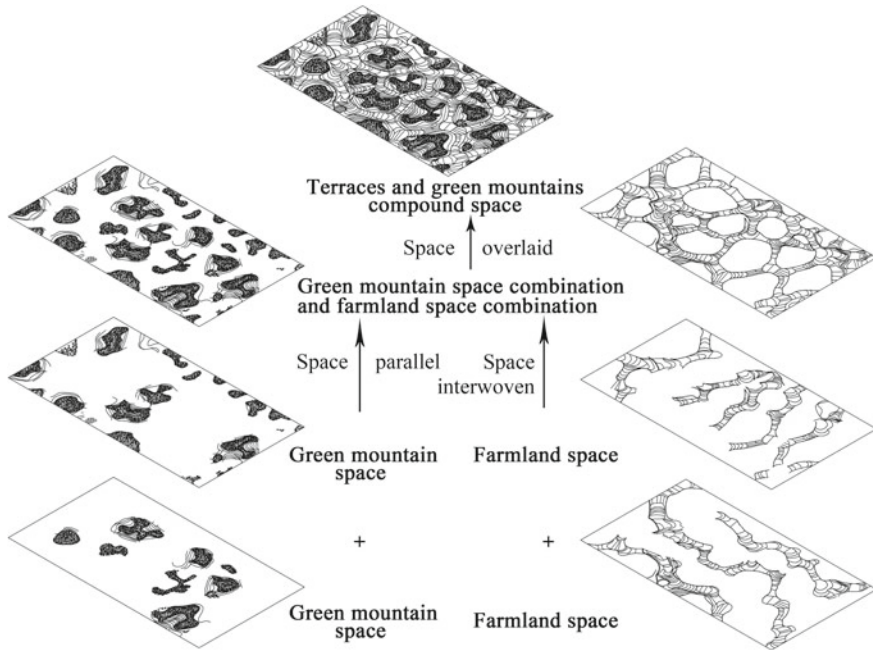 Terraces and green mountains
compound space
Space overlaid
Green mountain space combination
and farmland space combination
Space parallel
Space
interwoven
Green mountain
space
Farmland space
+
+
Green mountain
space
Farmland space